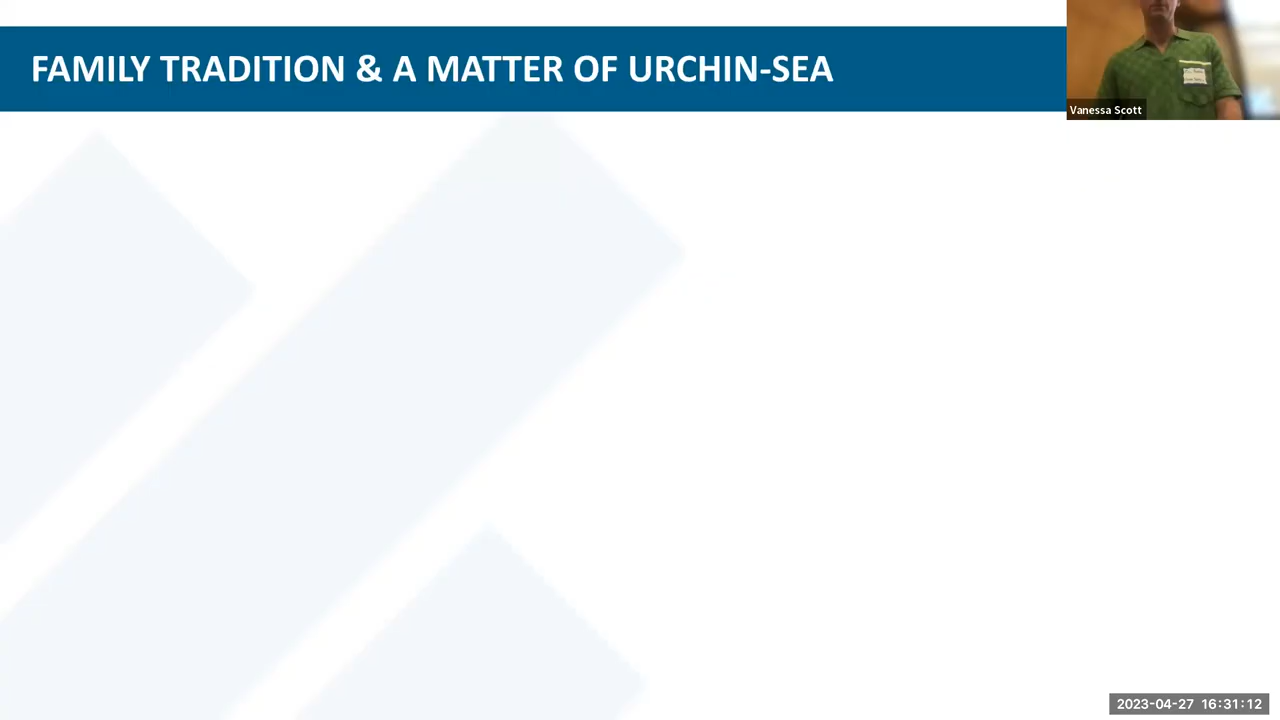 FAMILY TRADITION & A MATTER OF URCHIN-SEA
Vanessa Scott
2023-04-27 16:31:12